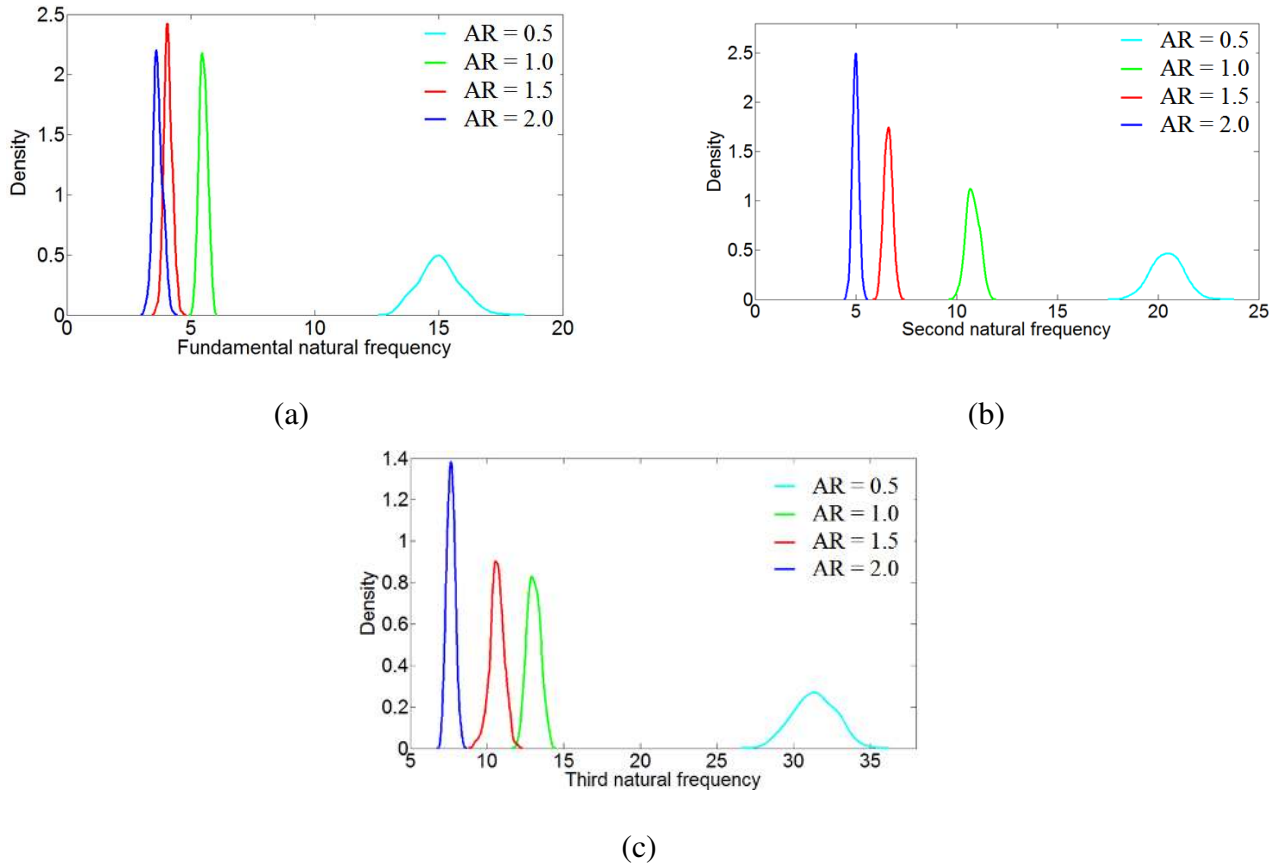 2.5
2
1.5
1
0.5
0
Density
0 5 10 15 20
Fundamental natural frequency
AR = 0.5
AR = 1.0
AR = 1.5
AR = 2.0
(a)
2.5
2
1.5
1
0.5
0
Density
0 5 10 15 20 25
Second natural frequency
AR = 0.5
AR = 1.0
AR = 1.5
AR = 2.0
(b)
1.4
1.2
1
0.8
0.6
0.4
0.2
0
Density
5 10 15 20 25 30 35
Third natural frequency
AR = 0.5
AR = 1.0
AR = 1.5
AR = 2.0
(c)